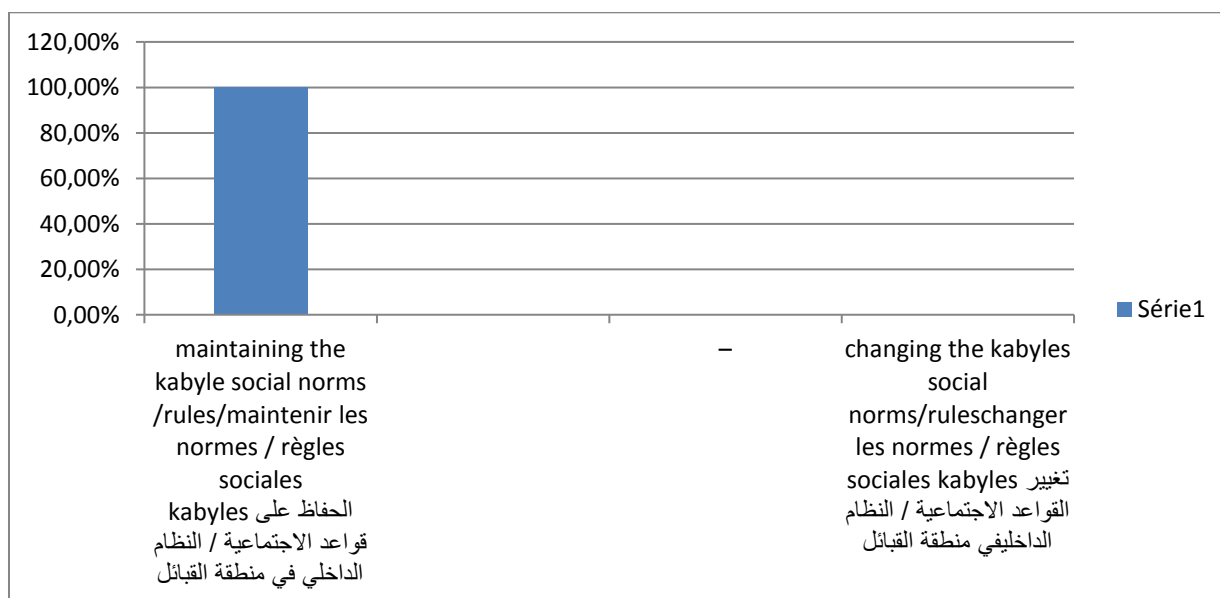 120,00%
100,00%
80,00%
60,00%
40,00%
20,00%
0,00%
Série1
maintaining the
kabyle social norms
/rules/maintenir les
normes / règles
sociales
kabyles الحفاظ على
قواعد الاجتماعية / النظام
الداخلي في منطقة القبائل
–
changing the kabyles
social
norms/ruleschanger
les normes / règles
sociales kabyles تغيير
القواعد الاجتماعية / النظام
الداخليفي منطقة القبائل